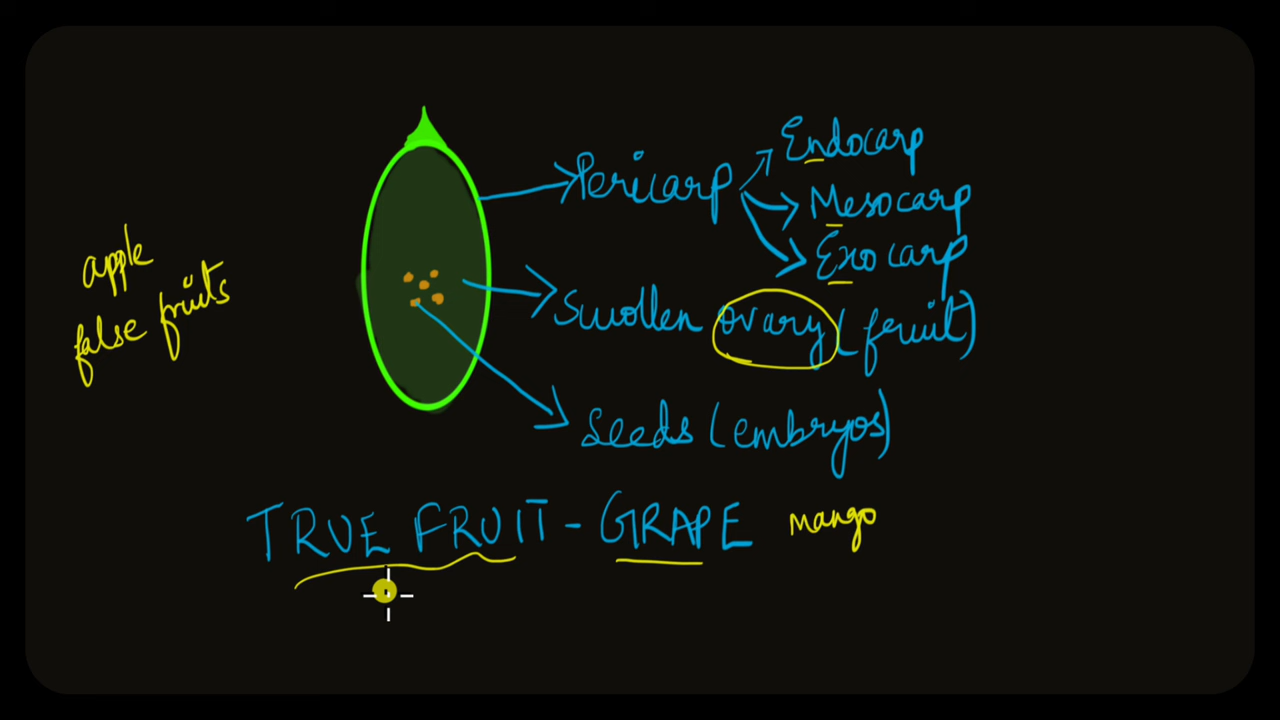 Endocarp
Pericarp
Mesocarp
Exocarp
apple
false fruits
Swollen ovary (fruit)
Seeds (embryos)
TRUE FRUIT - GRAPE mango